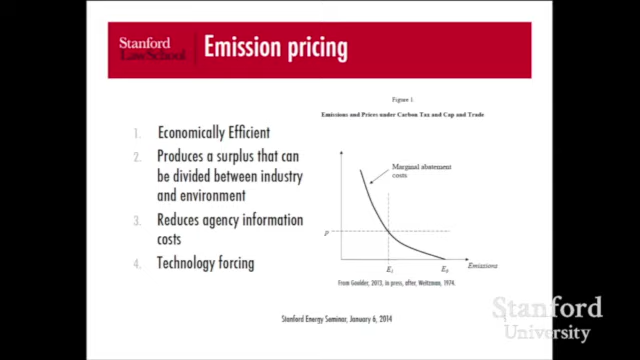 Stanford
LawSchool
Emission pricing
1. Economically Efficient
2. Produces a surplus that can
be divided between industry
and environment
3. Reduces agency information
costs
4. Technology forcing
Figure 1.
Emissions and Prices under Carbon Tax and Cap and Trade
Marginal abatement
costs
P
E1
E0
Emissions
From Goulder, 2013, in press, after, Weitzman, 1974.
Stanford Energy Seminar, January 6, 2014
Stanford
University